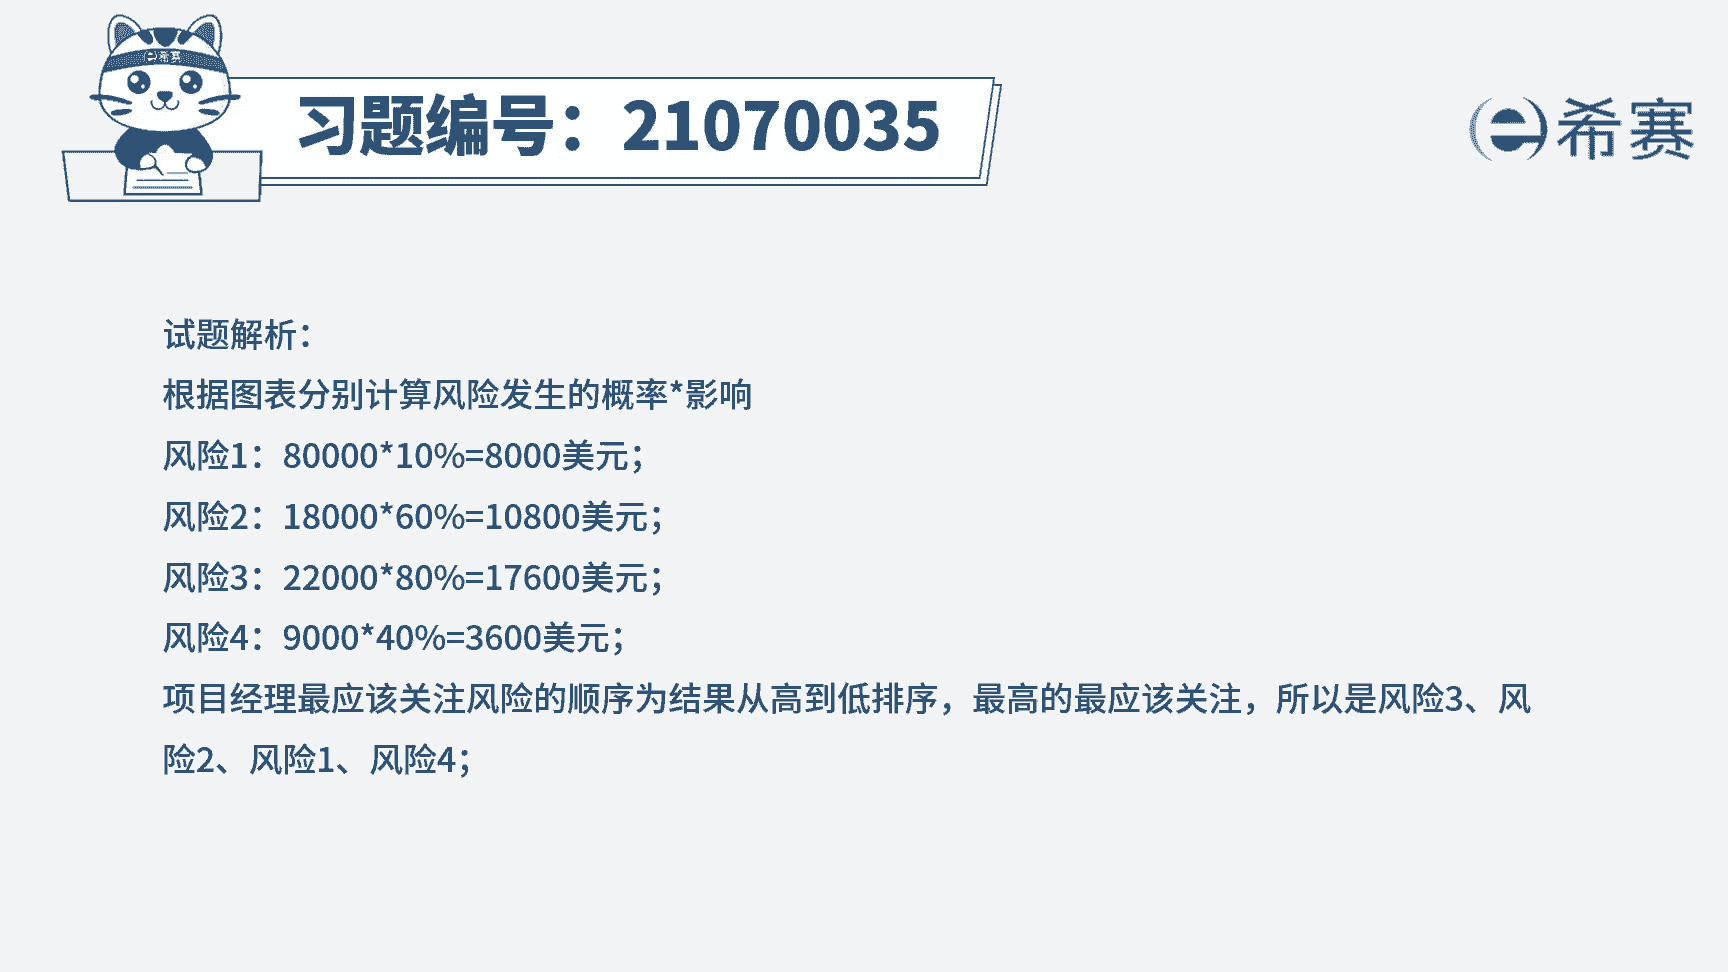 希赛
习题编号：21070035
希赛
试题解析：
根据图表分别计算风险发生的概率*影响
风险1：80000*10%=8000美元；
风险2：18000*60%=10800美元；
风险3：22000*80%=17600美元；
风险4：9000*40%=3600美元；
项目经理最应该关注风险的顺序为结果从高到低排序，最高的最应该关注，所以是风险3、风
险2、风险1、风险4；